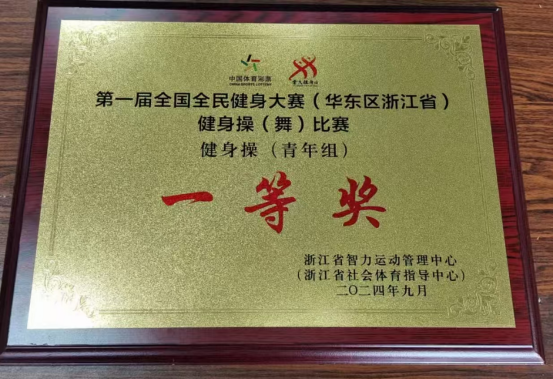 中国体育彩票
CHINA SPORTS LOTTERY
第一届全国全民健身大赛（华东区浙江省）
健身操（舞）比赛
健身操（青年组）
一等奖
浙江省智力运动管理中心
（浙江省社会体育指导中心）
二〇二四年九月